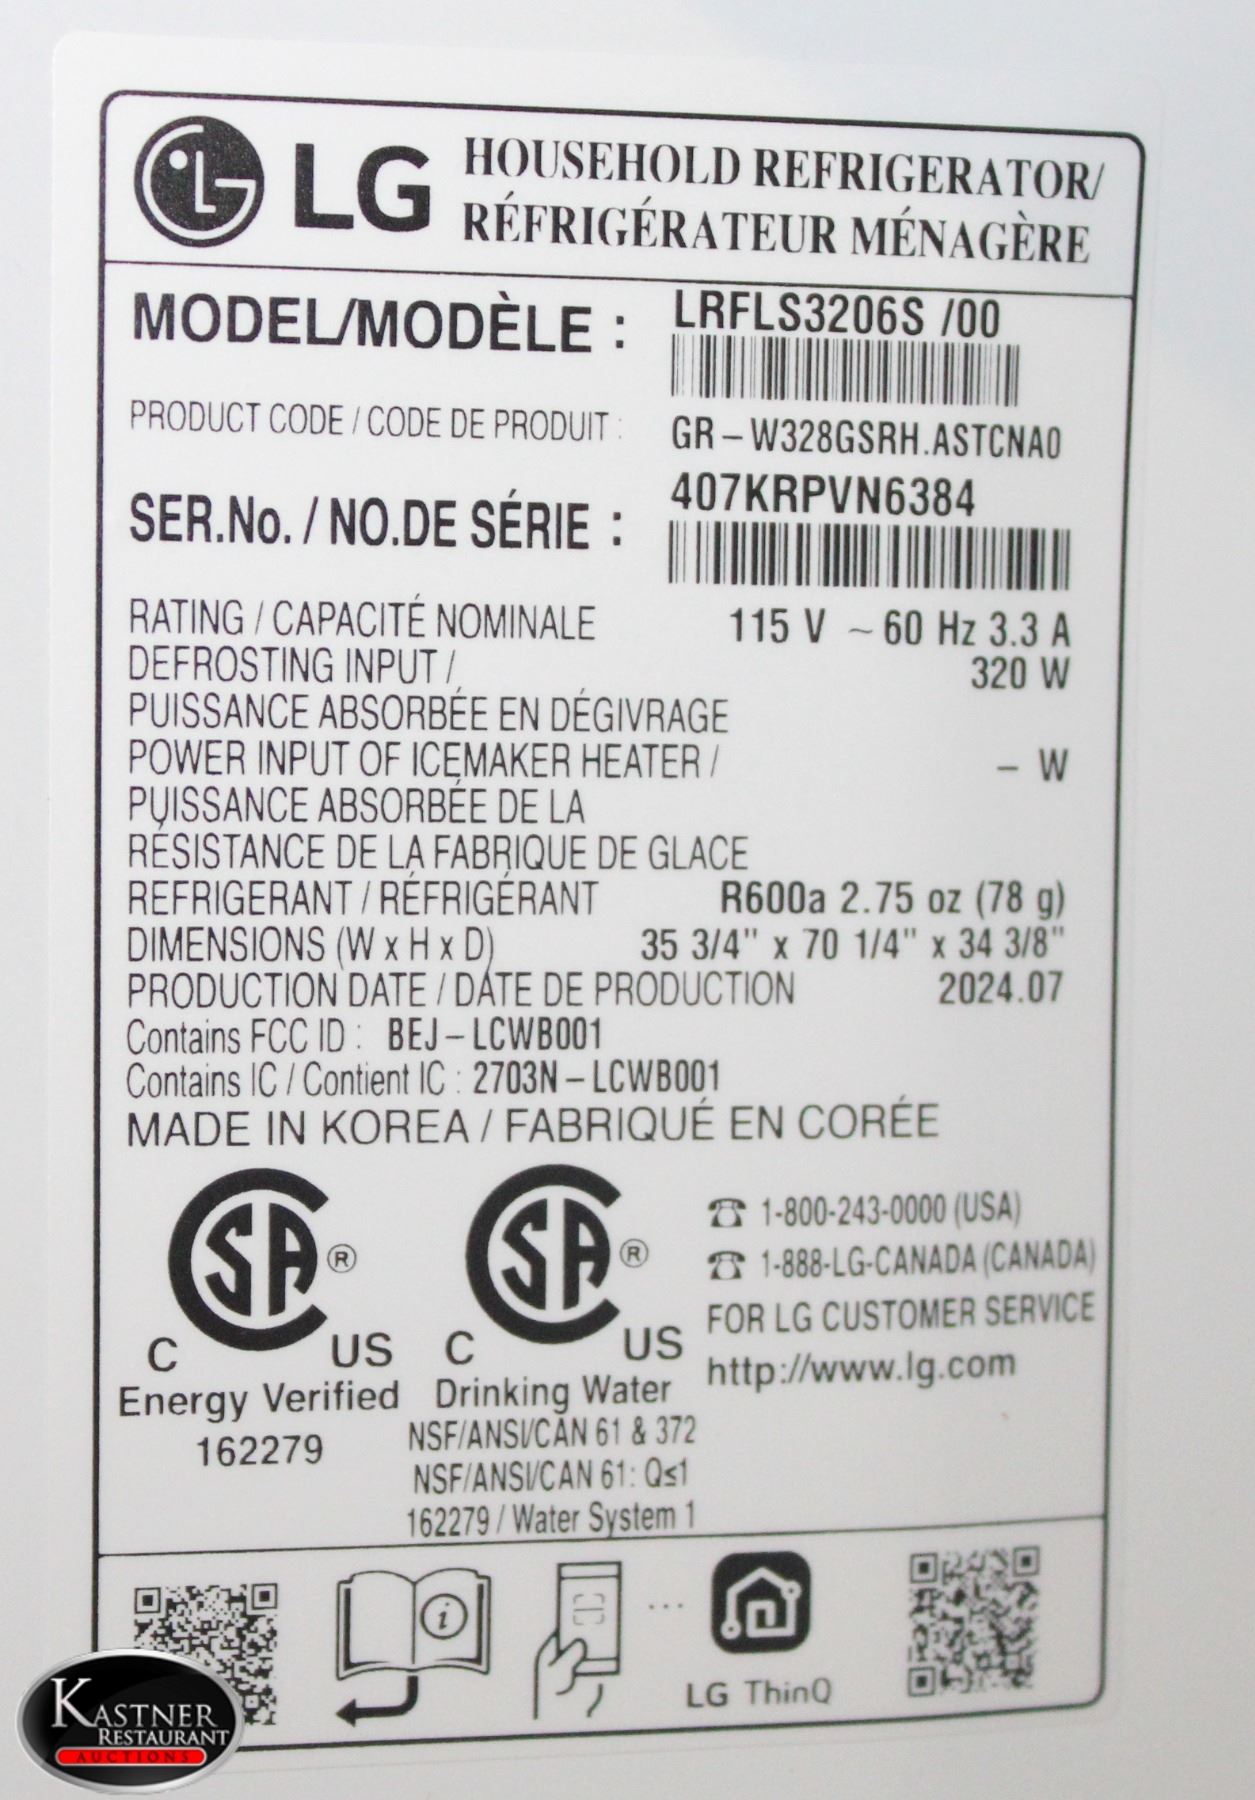 LG HOUSEHOLD REFRIGERATOR/
RÉFRIGÉRATEUR MÉNAGÈRE
MODEL/MODÈLE : LRFLS3206S /00
PRODUCT CODE / CODE DE PRODUIT : GR-W328GSRH.ASTCNA0
SER.No. / NO.DE SÉRIE : 407KRPVN6384
RATING / CAPACITÉ NOMINALE 115 V ~ 60 Hz 3.3 A
DEFROSTING INPUT / 320 W
PUISSANCE ABSORBÉE EN DÉGIVRAGE
POWER INPUT OF ICEMAKER HEATER / – W
PUISSANCE ABSORBÉE DE LA
RÉSISTANCE DE LA FABRIQUE DE GLACE
REFRIGERANT / RÉFRIGÉRANT R600a 2.75 oz (78 g)
DIMENSIONS (W x H x D) 35 3/4" x 70 1/4" x 34 3/8"
PRODUCTION DATE / DATE DE PRODUCTION 2024.07
Contains FCC ID : BEJ-LCWB001
Contains IC / Contient IC : 2703N-LCWB001
MADE IN KOREA / FABRIQUÉ EN CORÉE
SA ®
C US
Energy Verified
162279
SA ®
C US
Drinking Water
NSF/ANSI/CAN 61 & 372
NSF/ANSI/CAN 61: Q≤1
162279 / Water System 1
☎ 1-800-243-0000 (USA)
☎ 1-888-LG-CANADA (CANADA)
FOR LG CUSTOMER SERVICE
http://www.lg.com
i
LG ThinQ
KASTNER
RESTAURANT
AUCTIONS